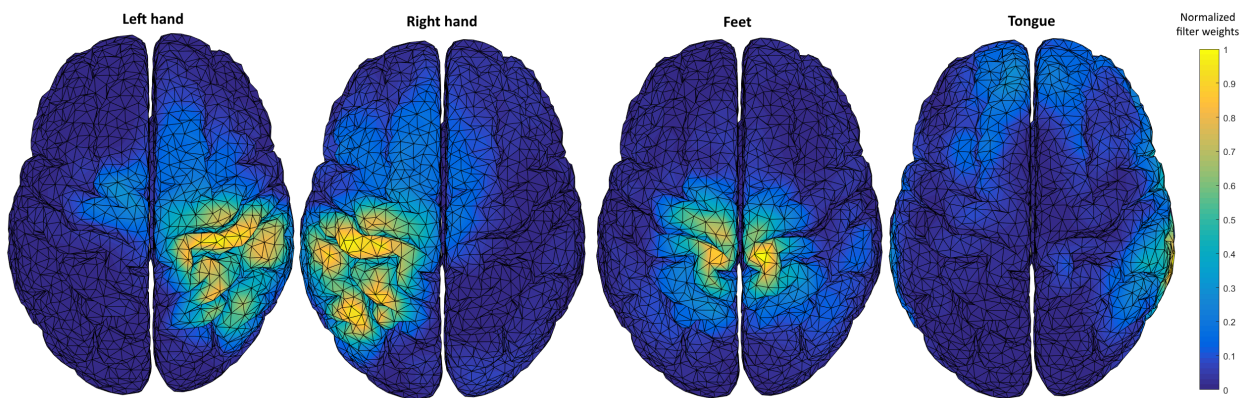 Left hand
Right hand
Feet
Tongue
Normalized
filter weights
1
0.9
0.8
0.7
0.6
0.5
0.4
0.3
0.2
0.1
0